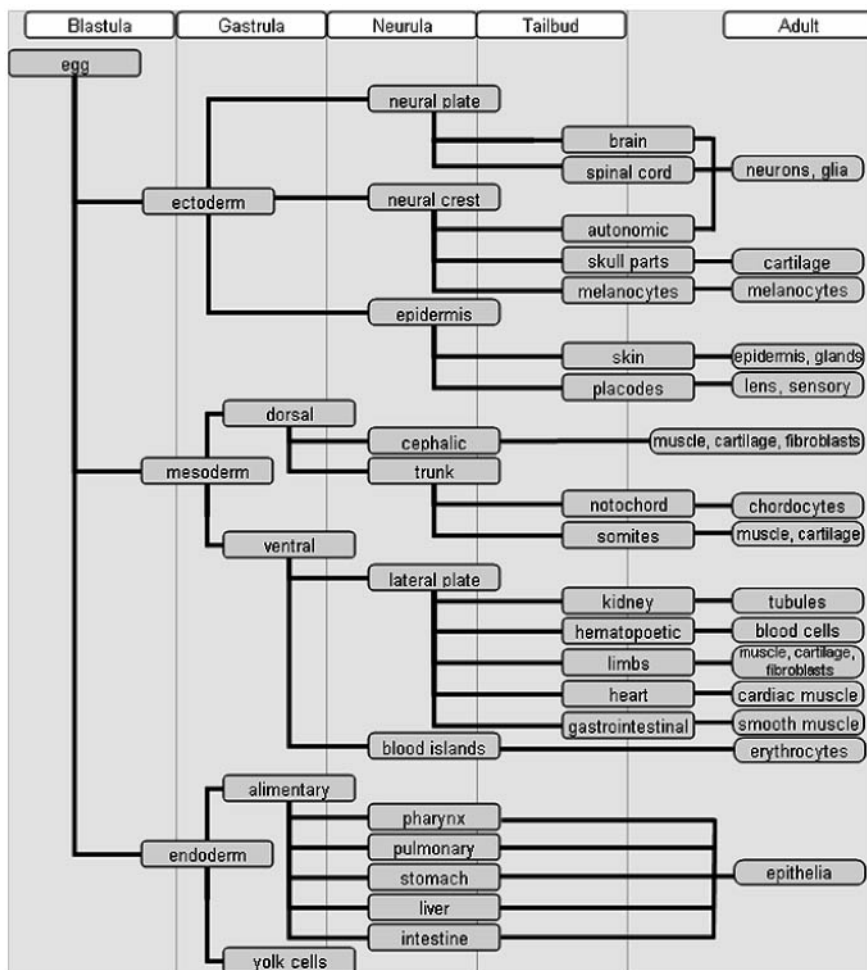 Blastula
Gastrula
Neurula
Tailbud
Adult
egg
neural plate
brain
spinal cord
neurons, glia
ectoderm
neural crest
autonomic
skull parts
cartilage
melanocytes
melanocytes
epidermis
skin
epidermis, glands
placodes
lens, sensory
dorsal
cephalic
muscle, cartilage, fibroblasts
mesoderm
trunk
notochord
chordocytes
somites
muscle, cartilage
ventral
lateral plate
kidney
tubules
hematopoetic
blood cells
limbs
muscle, cartilage,
fibroblasts
heart
cardiac muscle
gastrointestinal
smooth muscle
blood islands
erythrocytes
alimentary
pharynx
pulmonary
endoderm
stomach
epithelia
liver
intestine
yolk cells